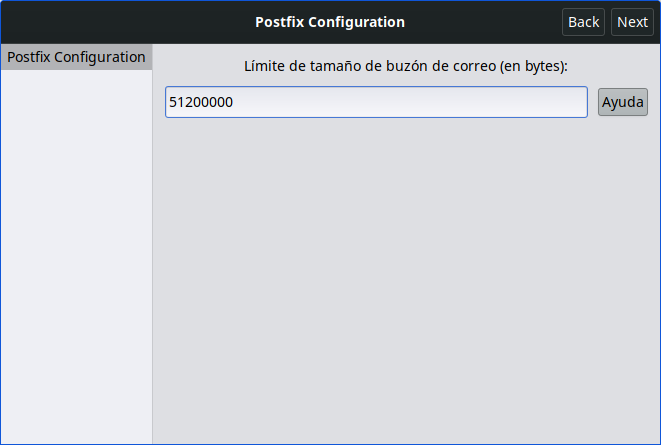 Postfix Configuration
Back
Next
Postfix Configuration
Límite de tamaño de buzón de correo (en bytes):
51200000
Ayuda